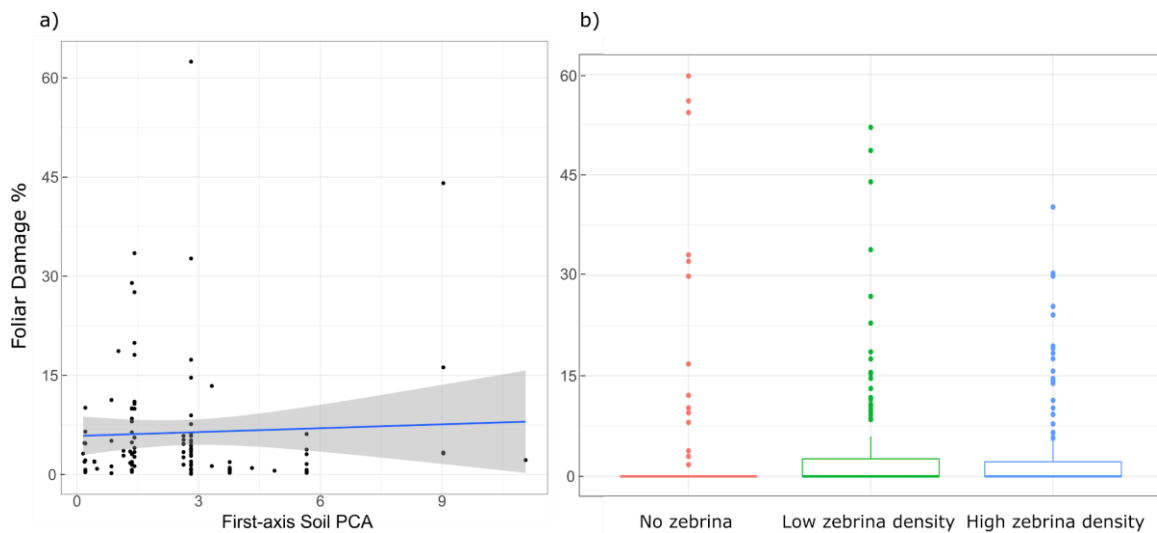 a)
b)
Foliar Damage %
60
45
30
15
0
0 3 6 9
First-axis Soil PCA
60
45
30
15
0
No zebrina Low zebrina density High zebrina density